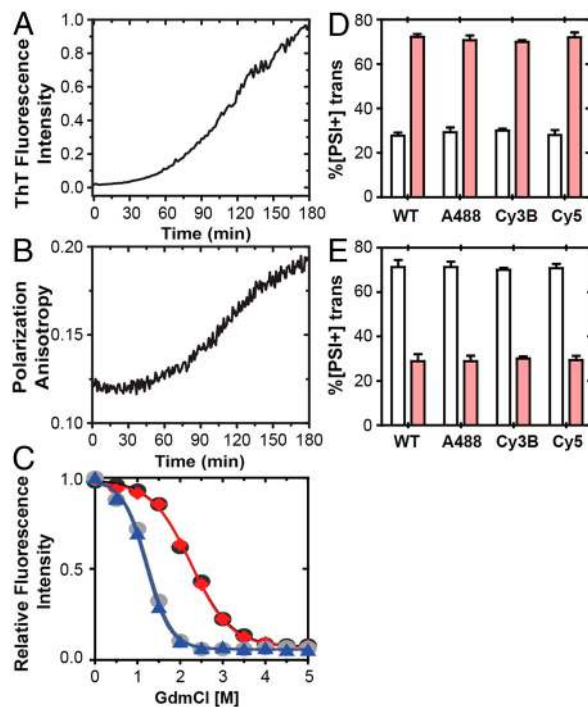 A
ThT Fluorescence
Intensity
1.0
0.8
0.6
0.4
0.2
0.0
0 30 60 90 120 150 180
Time (min)
B
Polarization
Anisotropy
0.20
0.15
0.10
0 30 60 90 120 150 180
Time (min)
C
Relative Fluorescence
Intensity
1.0
0.5
0.0
0 1 2 3 4 5
GdmCl [M]
D
%[PSI+] trans
80
60
40
20
0
WT A488 Cy3B Cy5
E
%[PSI+] trans
80
60
40
20
0
WT A488 Cy3B Cy5